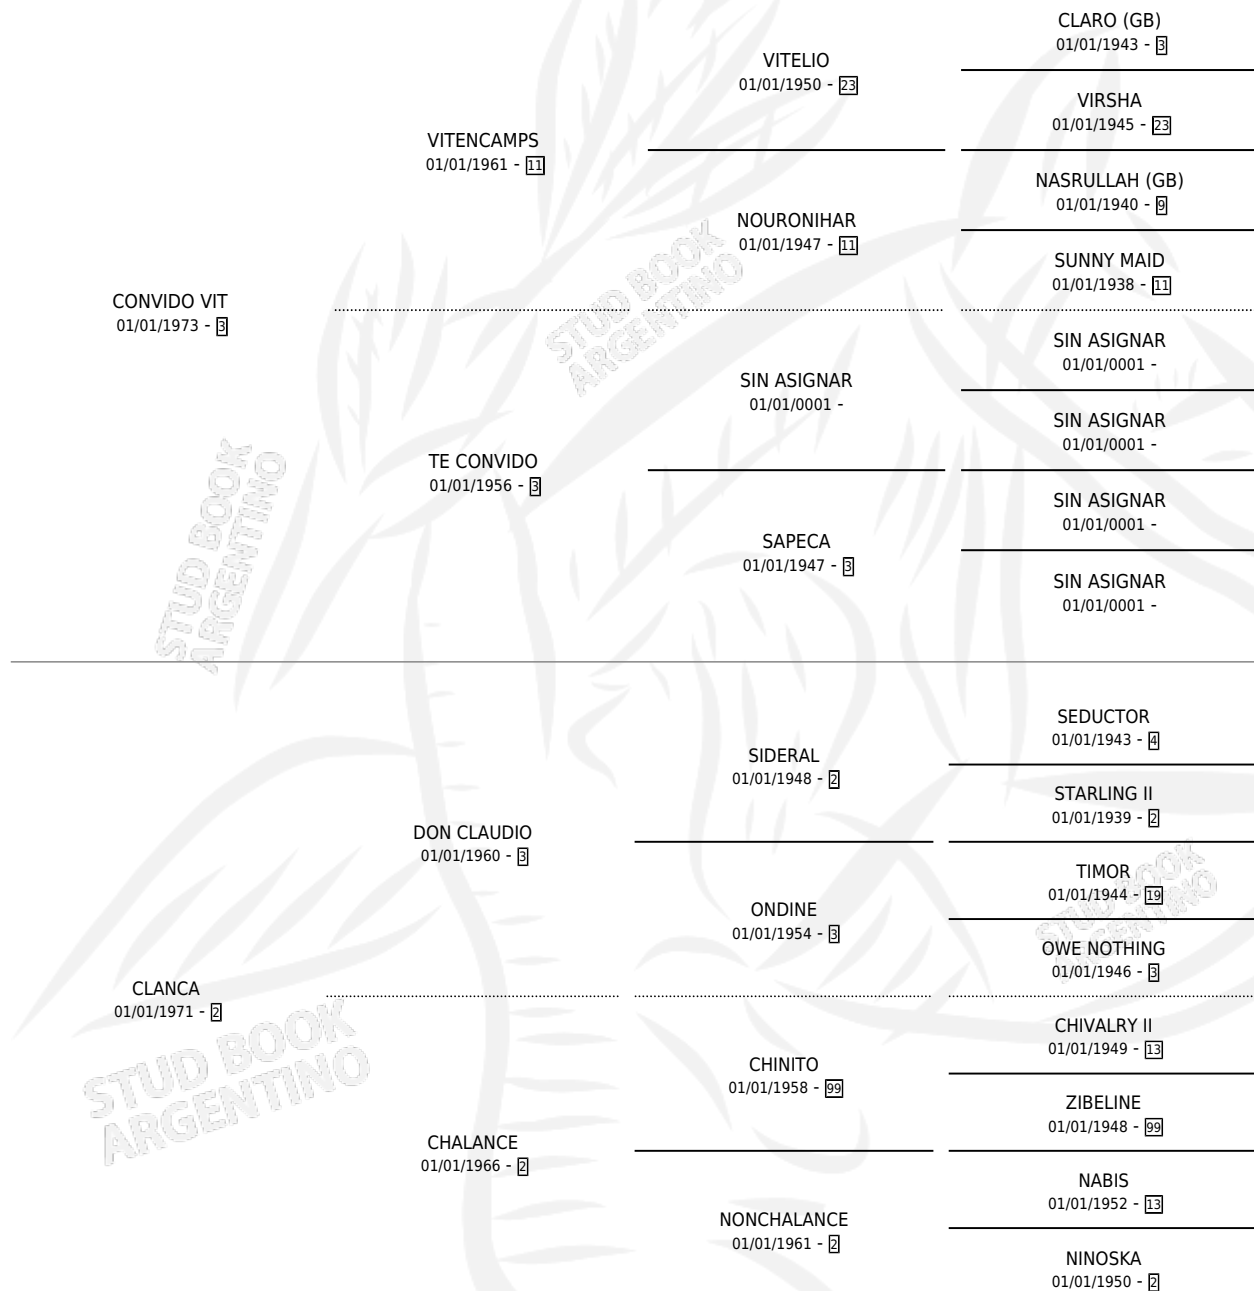 CLARO (GB)
01/01/1943 - 3
VITELIO
01/01/1950 - 23
VIRSHA
01/01/1945 - 23
VITENCAMPS
01/01/1961 - 11
NASRULLAH (GB)
01/01/1940 - 9
NOURONIHAR
01/01/1947 - 11
SUNNY MAID
01/01/1938 - 11
CONVIDO VIT
01/01/1973 - 3
SIN ASIGNAR
01/01/0001 -
SIN ASIGNAR
01/01/0001 -
SIN ASIGNAR
01/01/0001 -
TE CONVIDO
01/01/1956 - 3
SIN ASIGNAR
01/01/0001 -
SAPECA
01/01/1947 - 3
SIN ASIGNAR
01/01/0001 -
STUD BOOK
ARGENTINO
STUD BOOK
ARGENTINO
SEDUCTOR
01/01/1943 - 4
SIDERAL
01/01/1948 - 2
STARLING II
01/01/1939 - 2
DON CLAUDIO
01/01/1960 - 3
TIMOR
01/01/1944 - 19
ONDINE
01/01/1954 - 3
OWE NOTHING
01/01/1946 - 3
STUD BOOK
ARGENTINO
CLANCA
01/01/1971 - 2
CHIVALRY II
01/01/1949 - 13
CHINITO
01/01/1958 - 99
ZIBELINE
01/01/1948 - 99
CHALANCE
01/01/1966 - 2
NABIS
01/01/1952 - 13
NONCHALANCE
01/01/1961 - 2
NINOSKA
01/01/1950 - 2
STUD BOOK
ARGENTINO